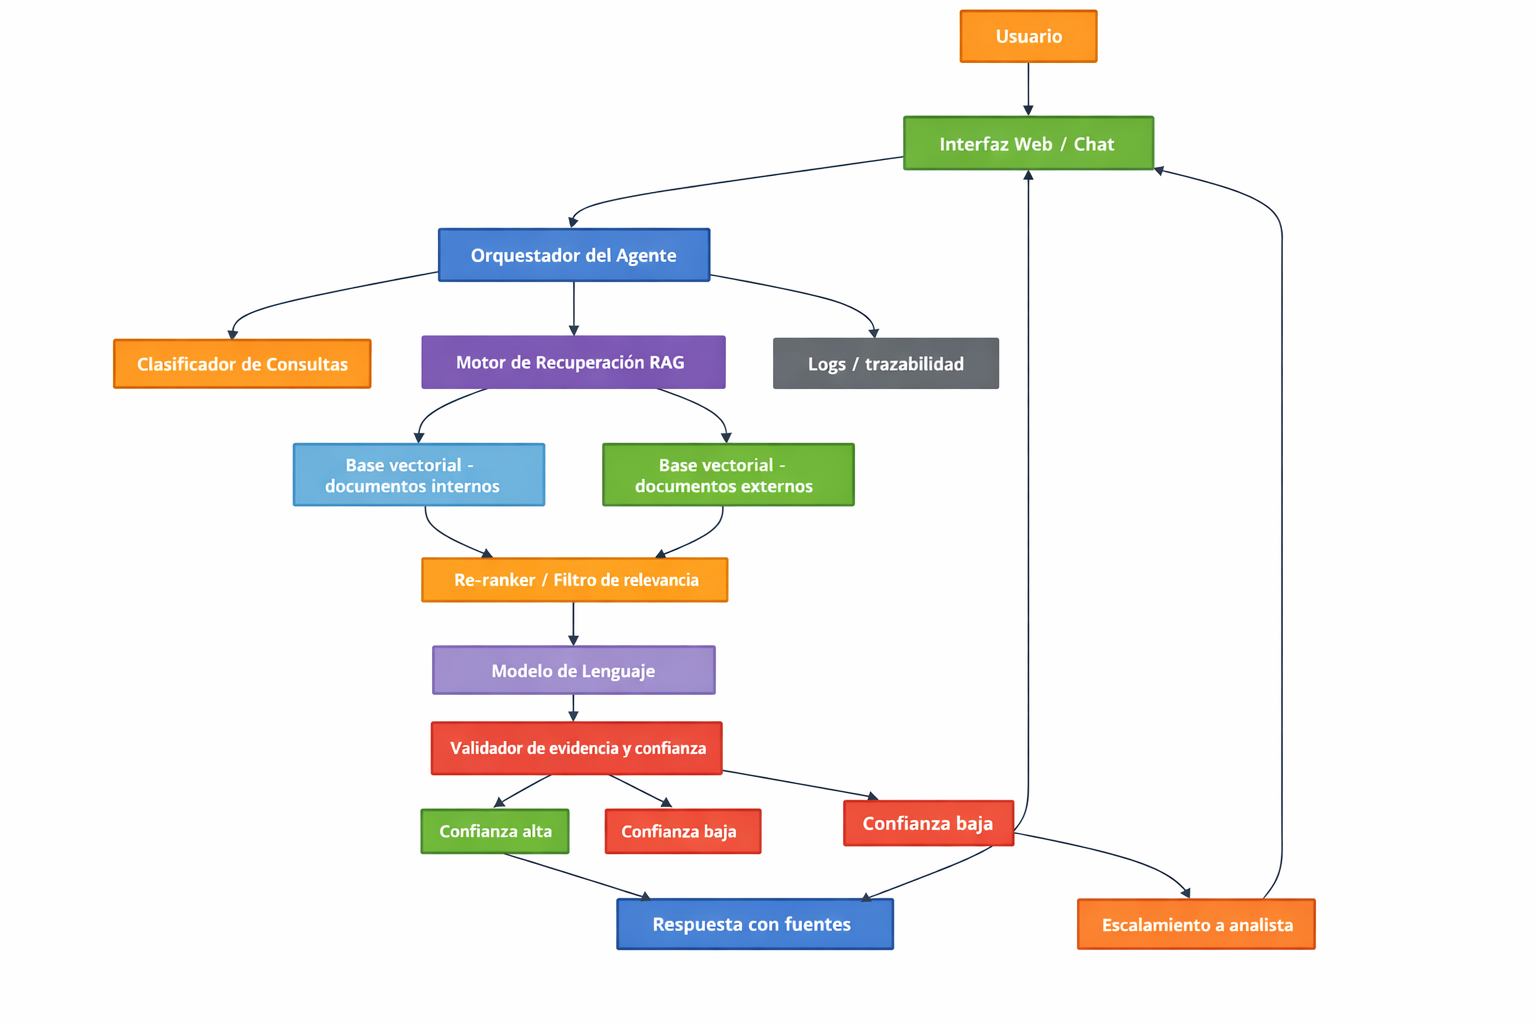 Usuario
Interfaz Web / Chat
Orquestador del Agente
Clasificador de Consultas
Motor de Recuperación RAG
Logs / trazabilidad
Base vectorial -
documentos internos
Base vectorial -
documentos externos
Re-ranker / Filtro de relevancia
Modelo de Lenguaje
Validador de evidencia y confianza
Confianza alta
Confianza baja
Confianza baja
Respuesta con fuentes
Escalamiento a analista